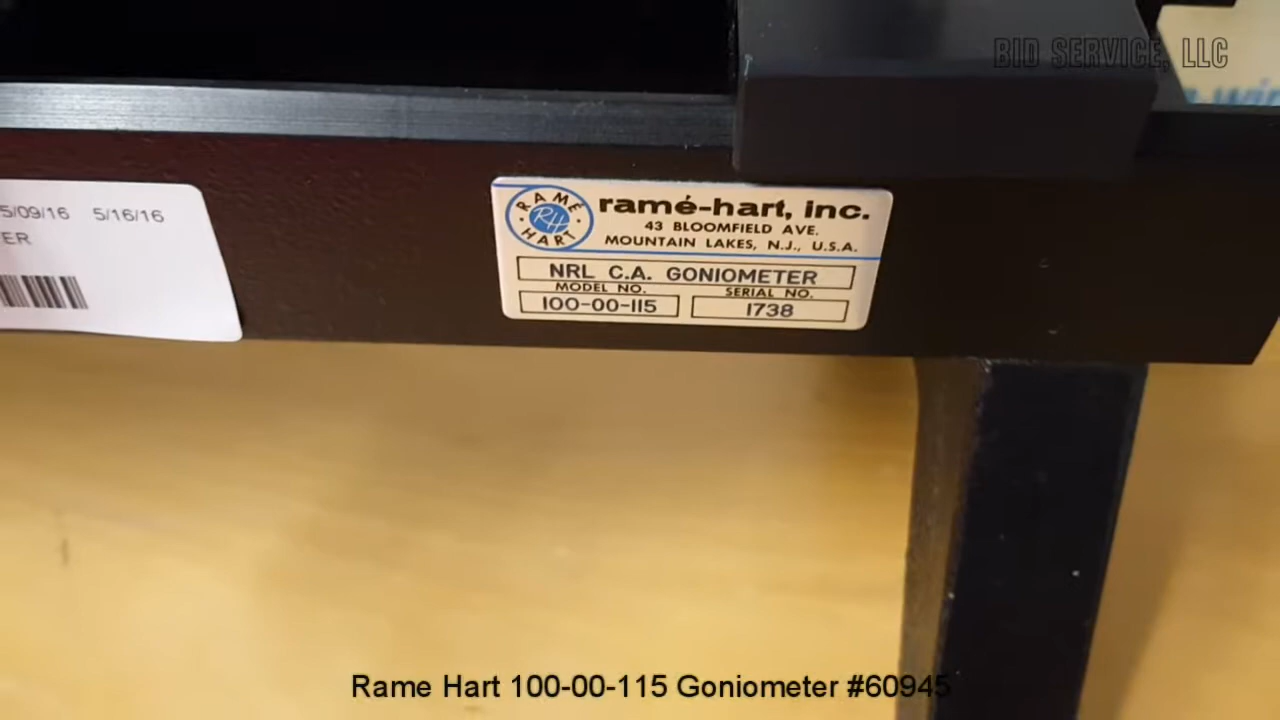 BID SERVICE, LLC
5/09/16 5/16/16
ER
RAMÉ
RH
HART
ramé-hart, inc.
43 BLOOMFIELD AVE.
MOUNTAIN LAKES, N.J., U.S.A.
NRL C.A. GONIOMETER
MODEL NO.
SERIAL NO.
100-00-115
1738
Rame Hart 100-00-115 Goniometer #60945